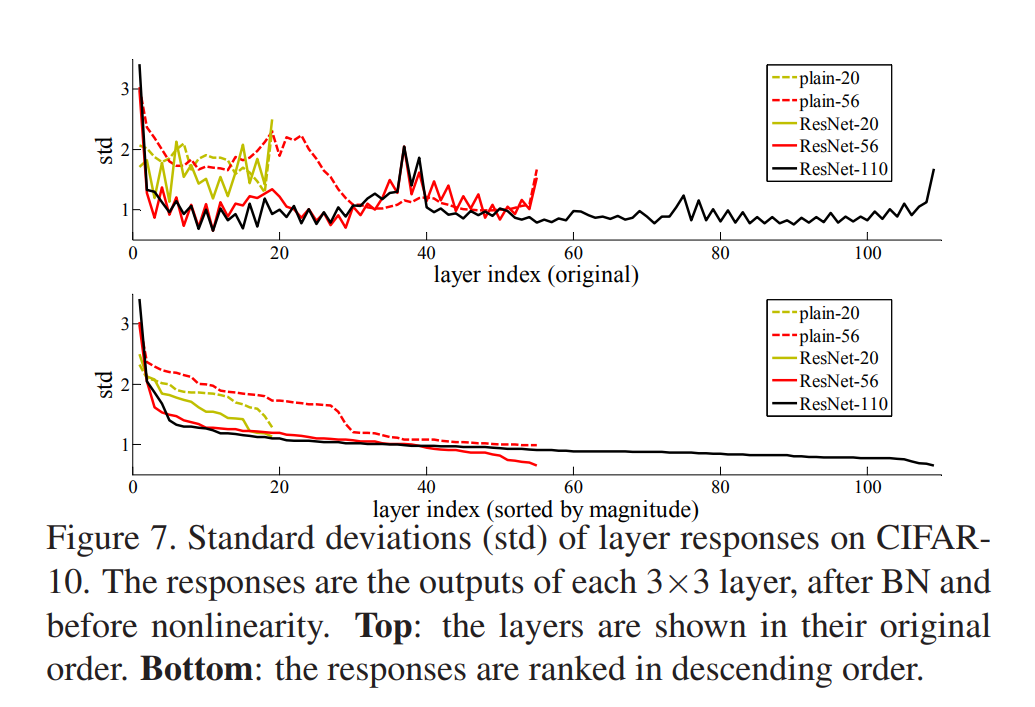 3
2
1
std
0 20 40 60 80 100
layer index (original)
plain-20
plain-56
ResNet-20
ResNet-56
ResNet-110
3
2
1
std
0 20 40 60 80 100
layer index (sorted by magnitude)
plain-20
plain-56
ResNet-20
ResNet-56
ResNet-110
Figure 7. Standard deviations (std) of layer responses on CIFAR-
10. The responses are the outputs of each 3×3 layer, after BN and
before nonlinearity. Top: the layers are shown in their original
order. Bottom: the responses are ranked in descending order.